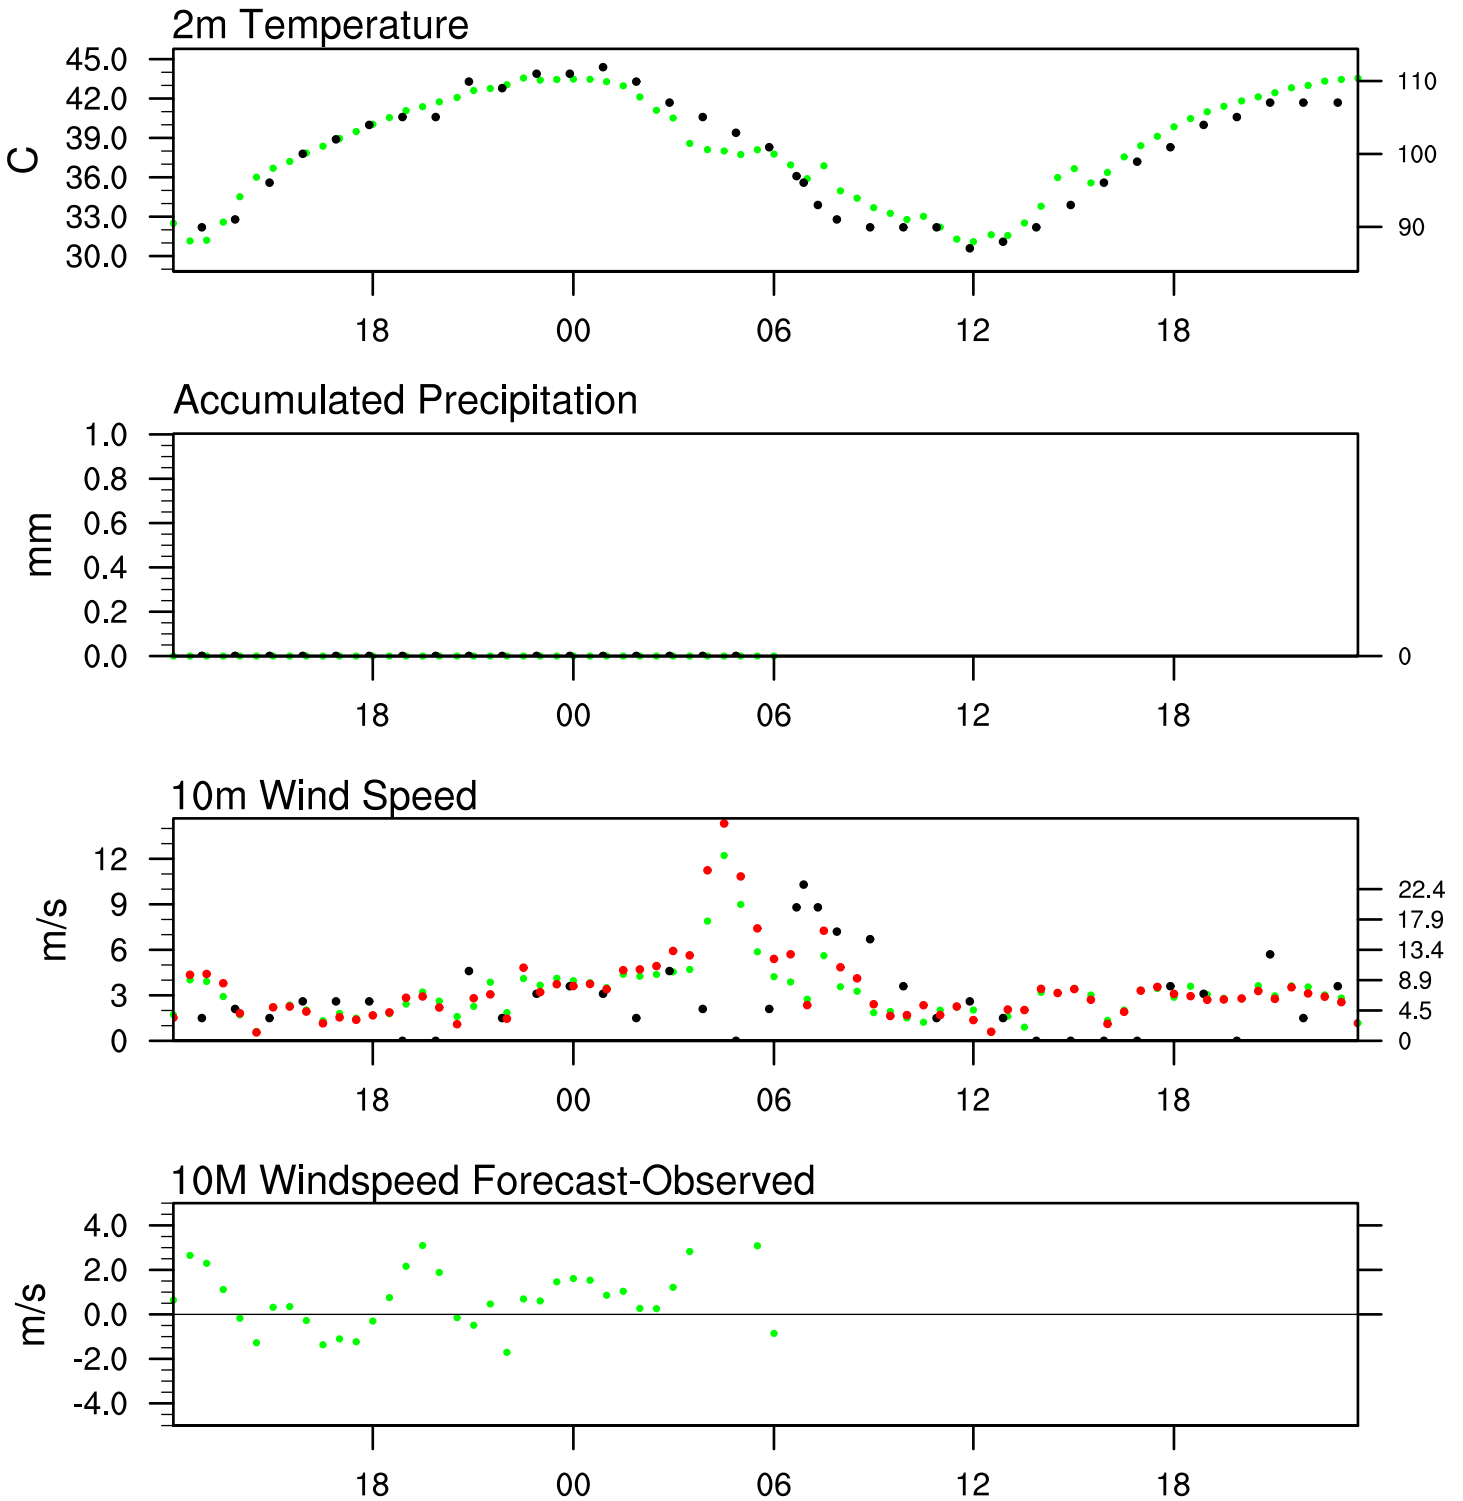 2m Temperature
45.0
42.0
39.0
36.0
33.0
30.0
C
110
100
90
18 00 06 12 18
Accumulated Precipitation
1.0
0.8
0.6
0.4
0.2
0.0
mm
0
18 00 06 12 18
10m Wind Speed
12
9
6
3
0
m/s
22.4
17.9
13.4
8.9
4.5
0
18 00 06 12 18
10M Windspeed Forecast-Observed
4.0
2.0
0.0
-2.0
-4.0
m/s
18 00 06 12 18